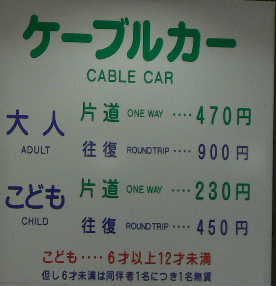 ケーブルカー
CABLE CAR
大人 ADULT
片道 ONE WAY ････ 470円
往復 ROUNDTRIP ････ 900円
こども CHILD
片道 ONE WAY ････ 230円
往復 ROUNDTRIP ････ 450円
こども････6才以上12才未満
但し6才未満は同伴者1名につき1名無賃